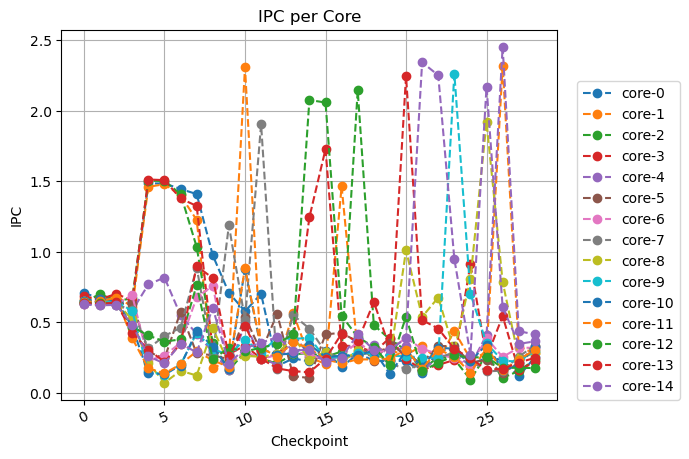 IPC per Core
2.5
2.0
1.5
1.0
0.5
0.0
IPC
0
5
10
15
20
25
Checkpoint
core-0
core-1
core-2
core-3
core-4
core-5
core-6
core-7
core-8
core-9
core-10
core-11
core-12
core-13
core-14